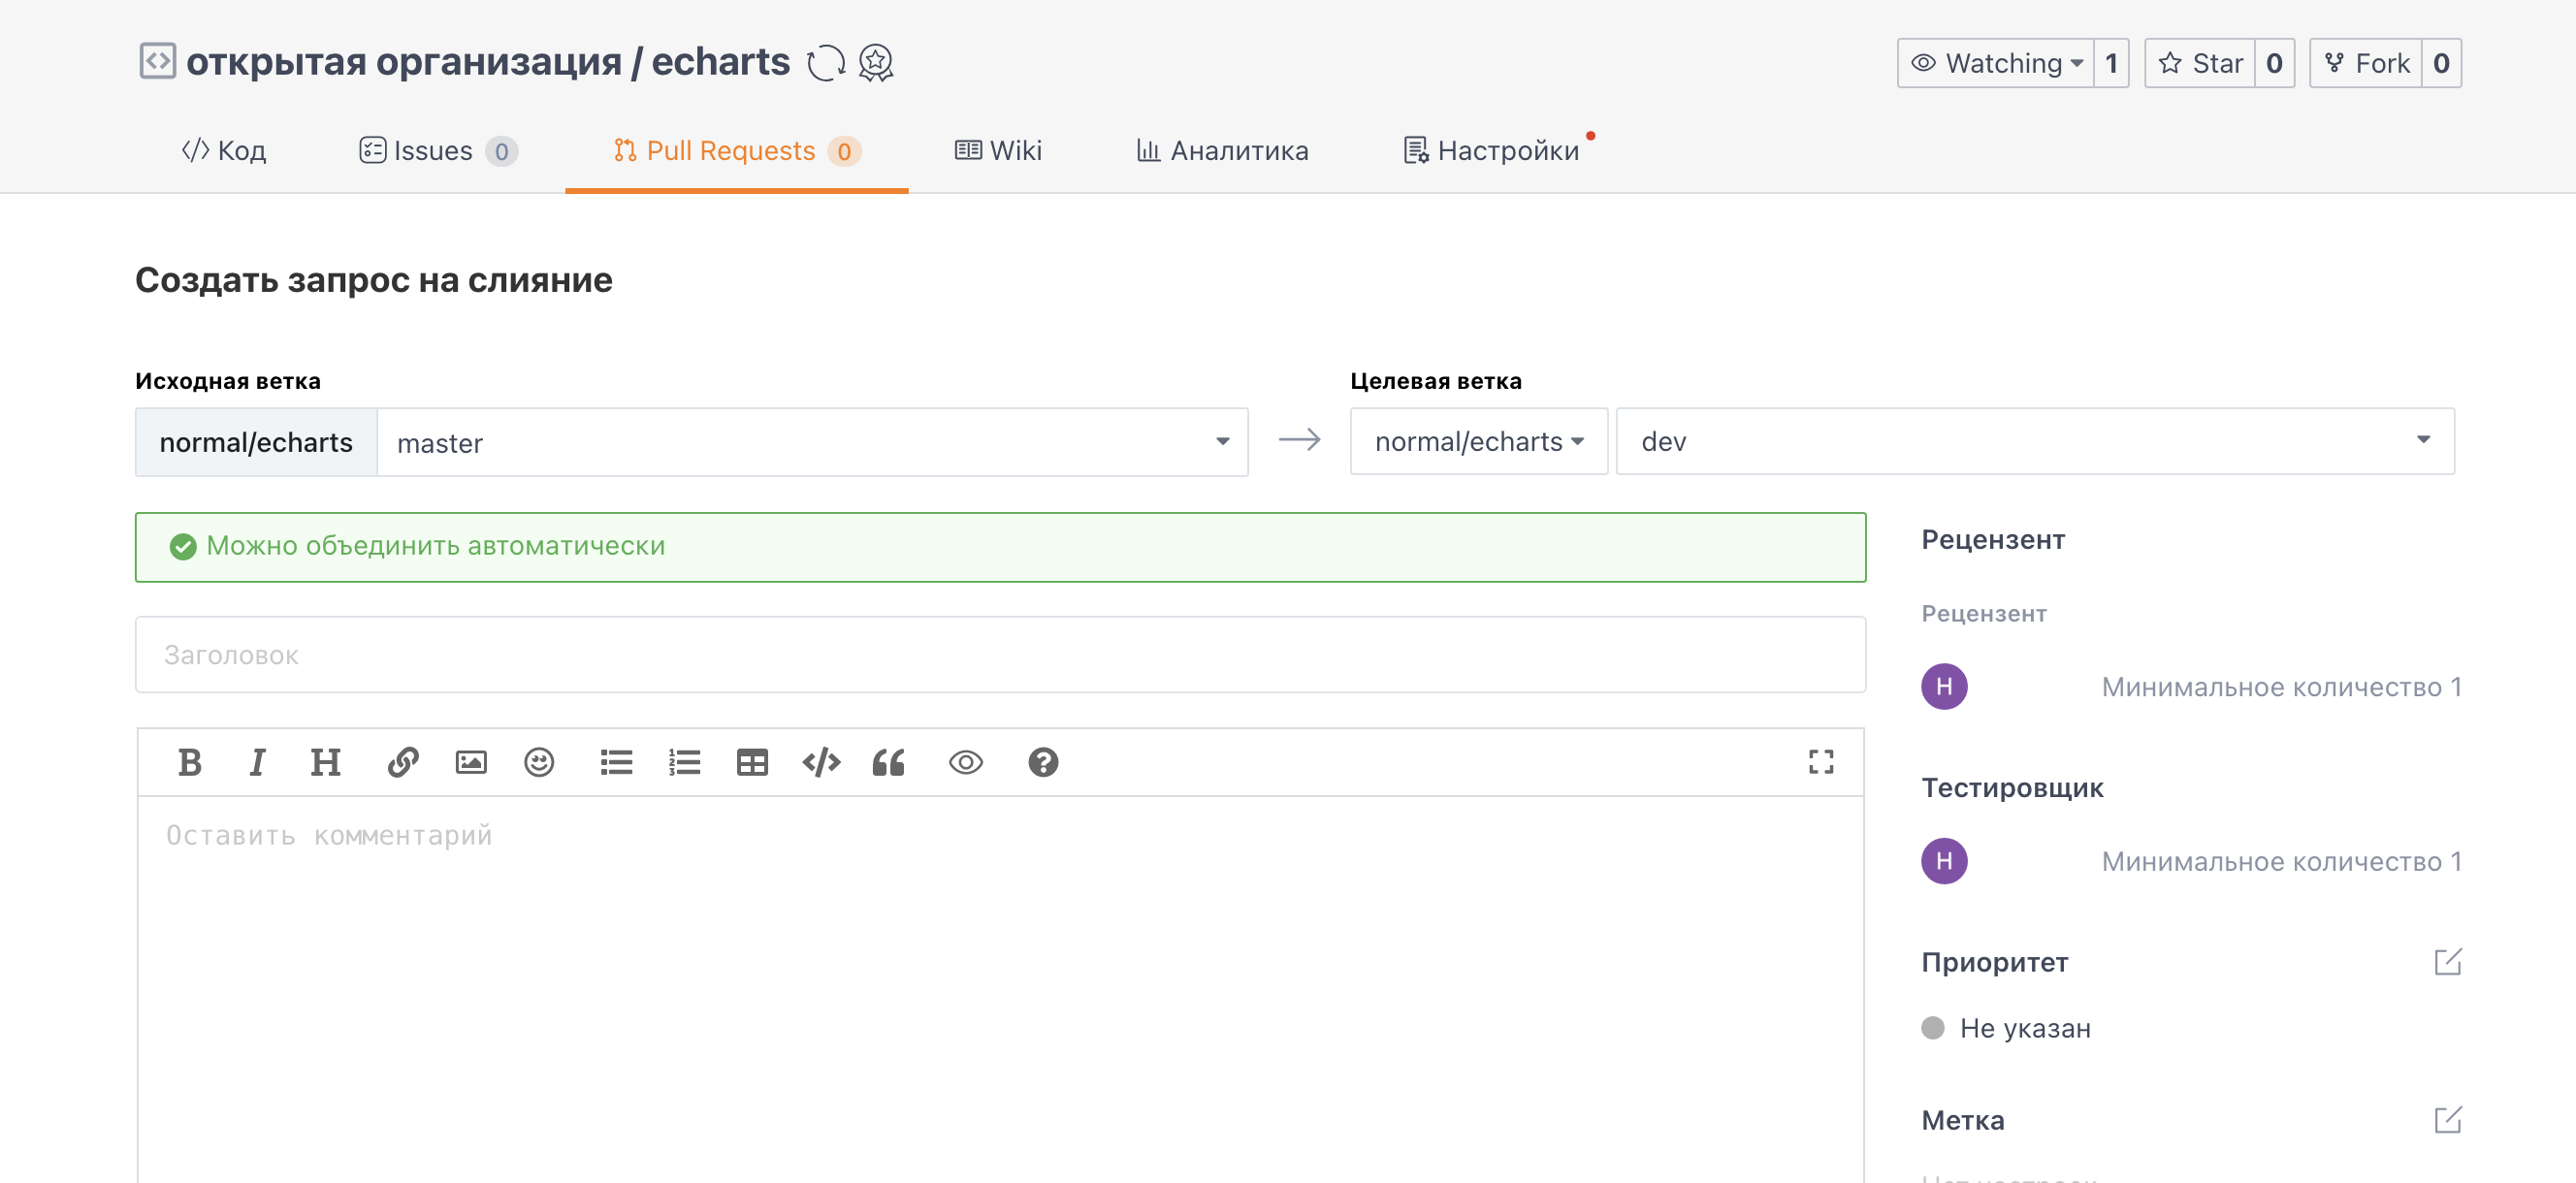 открытая организация / echarts
Watching 1 Star 0 Fork 0
Код Issues 0 Pull Requests 0 Wiki Аналитика Настройки
Создать запрос на слияние
Исходная ветка
normal/echarts master
Целевая ветка
normal/echarts dev
Можно объединить автоматически
Заголовок
B I H
Оставить комментарий
Рецензент
Рецензент
Н Минимальное количество 1
Тестировщик
Н Минимальное количество 1
Приоритет
Не указан
Метка